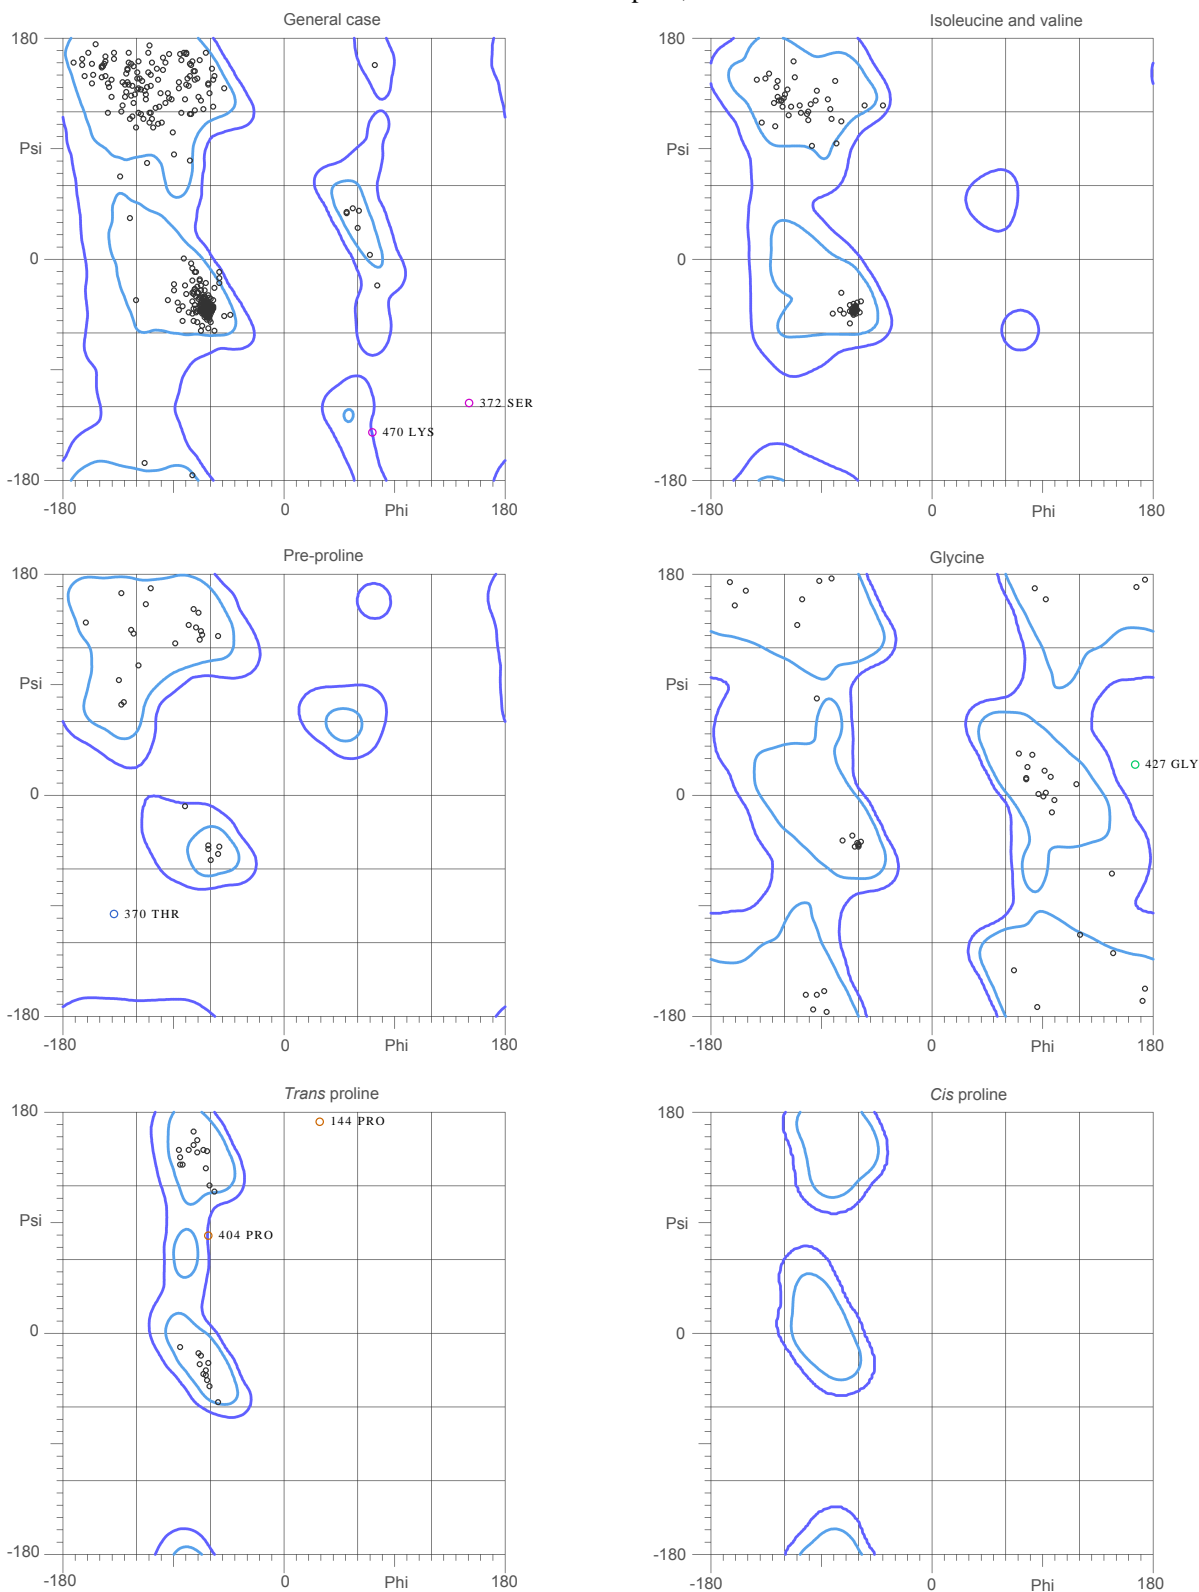 General case
180
Psi
0
-180
-180
0
Phi
180
372 SER
470 LYS
Isoleucine and valine
180
Psi
0
-180
-180
0
Phi
180
Pre-proline
180
Psi
0
-180
-180
0
Phi
180
370 THR
Glycine
180
Psi
0
-180
-180
0
Phi
180
427 GLY
Trans proline
180
Psi
0
-180
-180
0
Phi
180
144 PRO
404 PRO
Cis proline
180
Psi
0
-180
-180
0
Phi
180